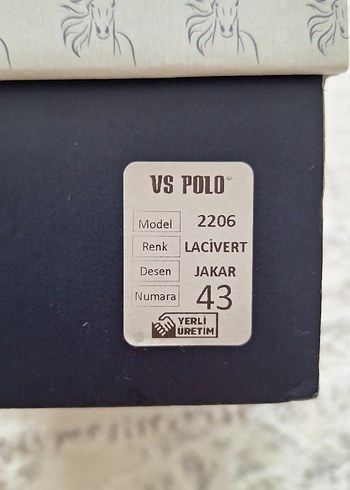 VS POLO
Model 2206
Renk LACİVERT
Desen JAKAR
Numara 43
YERLİ
ÜRETİM